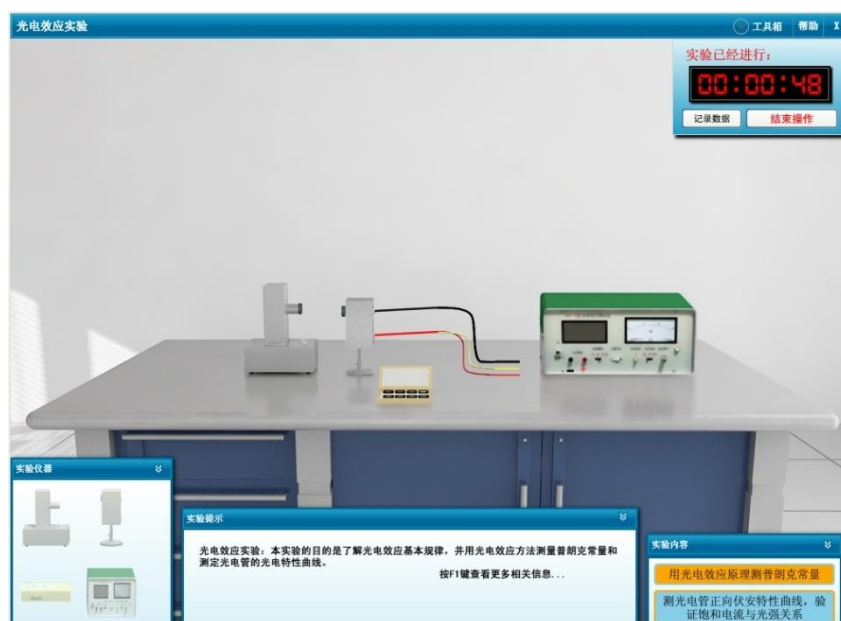 光电效应实验
工具箱 帮助 X
实验已经进行：
00:00:48
记录数据 结束操作
实验仪器
实验提示
光电效应实验：本实验的目的是了解光电效应基本规律，并用光电效应方法测量普朗克常量和
测定光电管的光电特性曲线。
按F1键查看更多相关信息...
实验内容
用光电效应原理测普朗克常量
测光电管正向伏安特性曲线，验
证饱和电流与光强关系